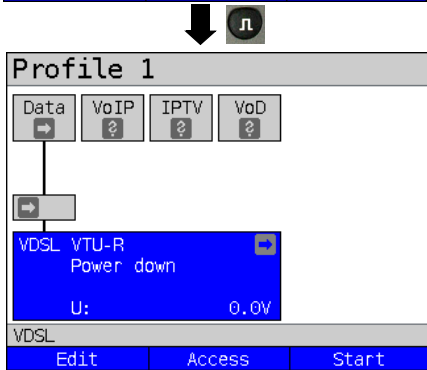 Profile 1
Data VoIP IPTV VoD
? ? ?
VDSL VTU-R
Power down
U: 0.0V
VDSL
Edit Access Start